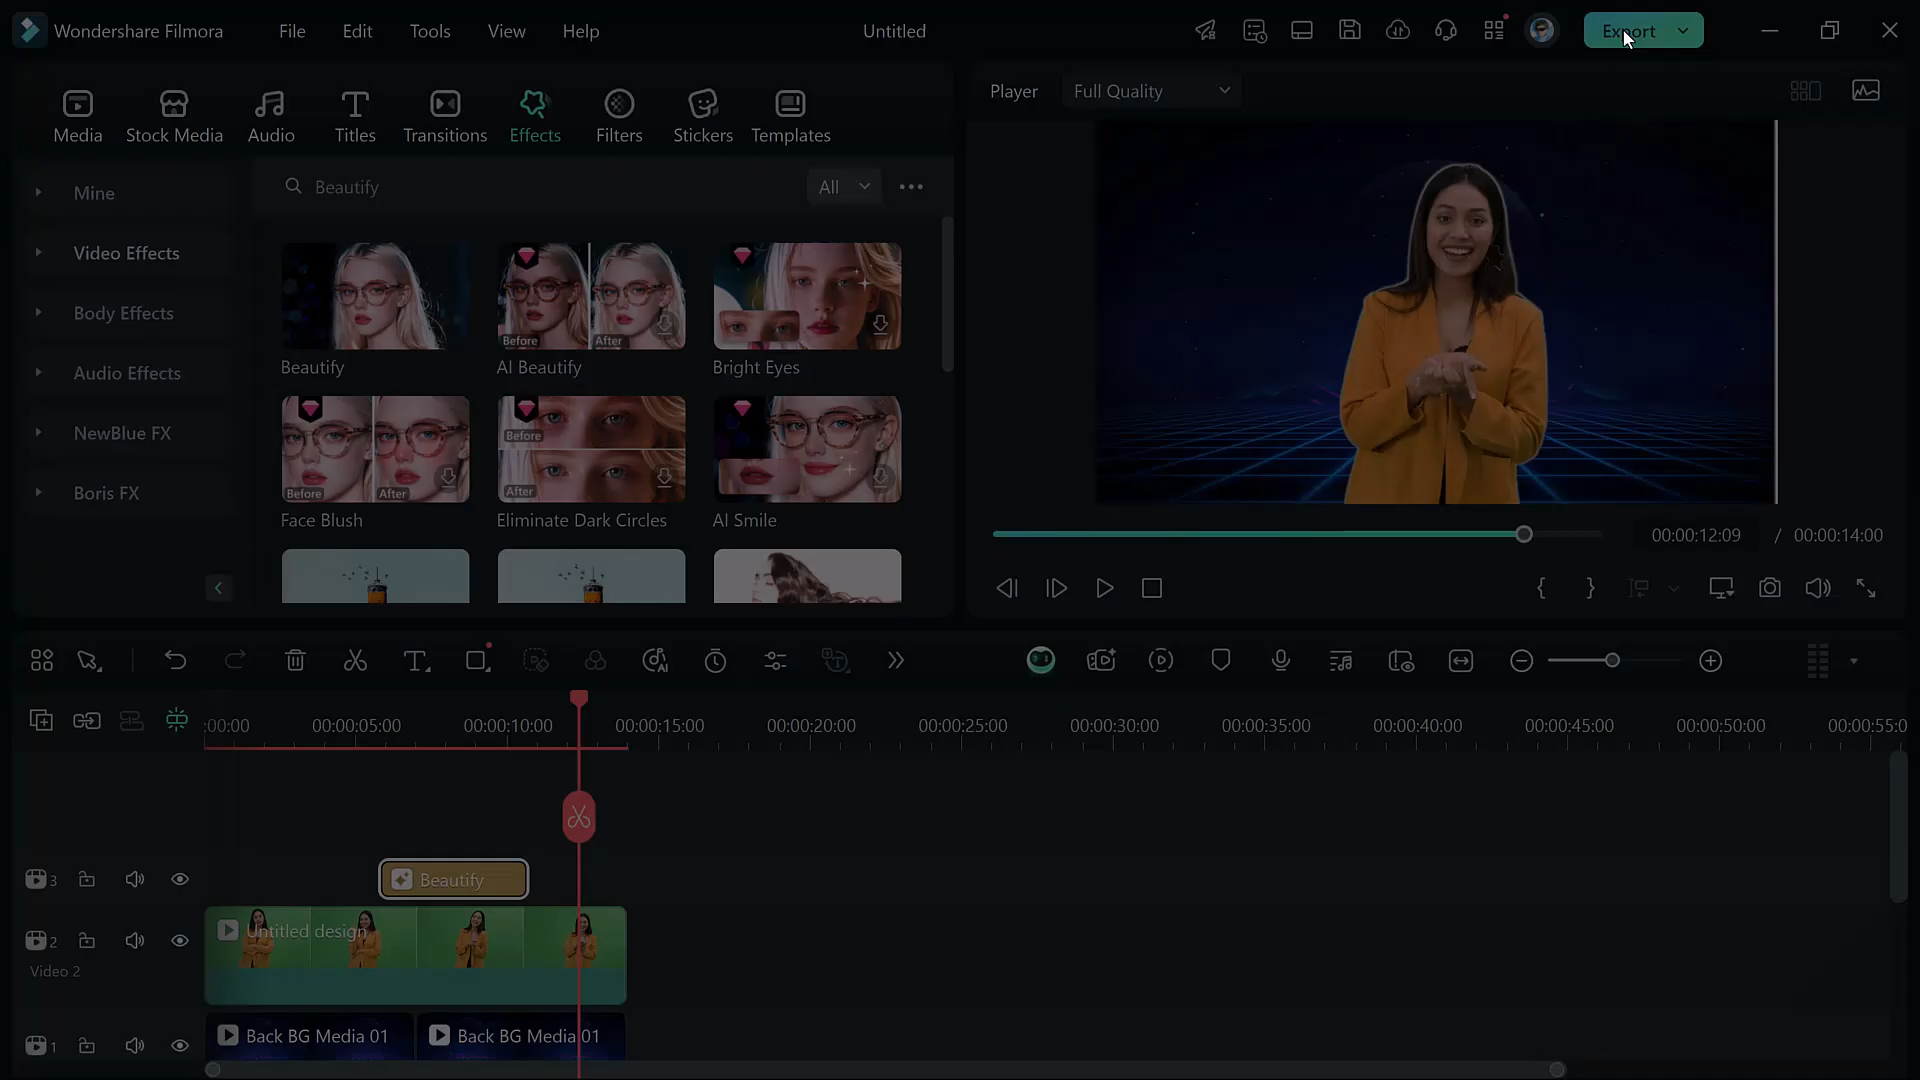 Wondershare Filmora
File
Edit
Tools
View
Help
Untitled
Export
Media
Stock Media
Audio
Titles
Transitions
Effects
Filters
Stickers
Templates
Player
Full Quality
Mine
Video Effects
Body Effects
Audio Effects
NewBlue FX
Boris FX
Beautify
All
Beautify
Before
After
AI Beautify
Bright Eyes
Before
After
Face Blush
Before
After
Eliminate Dark Circles
AI Smile
00:00:12:09 / 00:00:14:00
:00:00
00:00:05:00
00:00:10:00
00:00:15:00
00:00:20:00
00:00:25:00
00:00:30:00
00:00:35:00
00:00:40:00
00:00:45:00
00:00:50:00
00:00:55:0
3
Beautify
2
Untitled design
Video 2
1
Back BG Media 01
Back BG Media 01